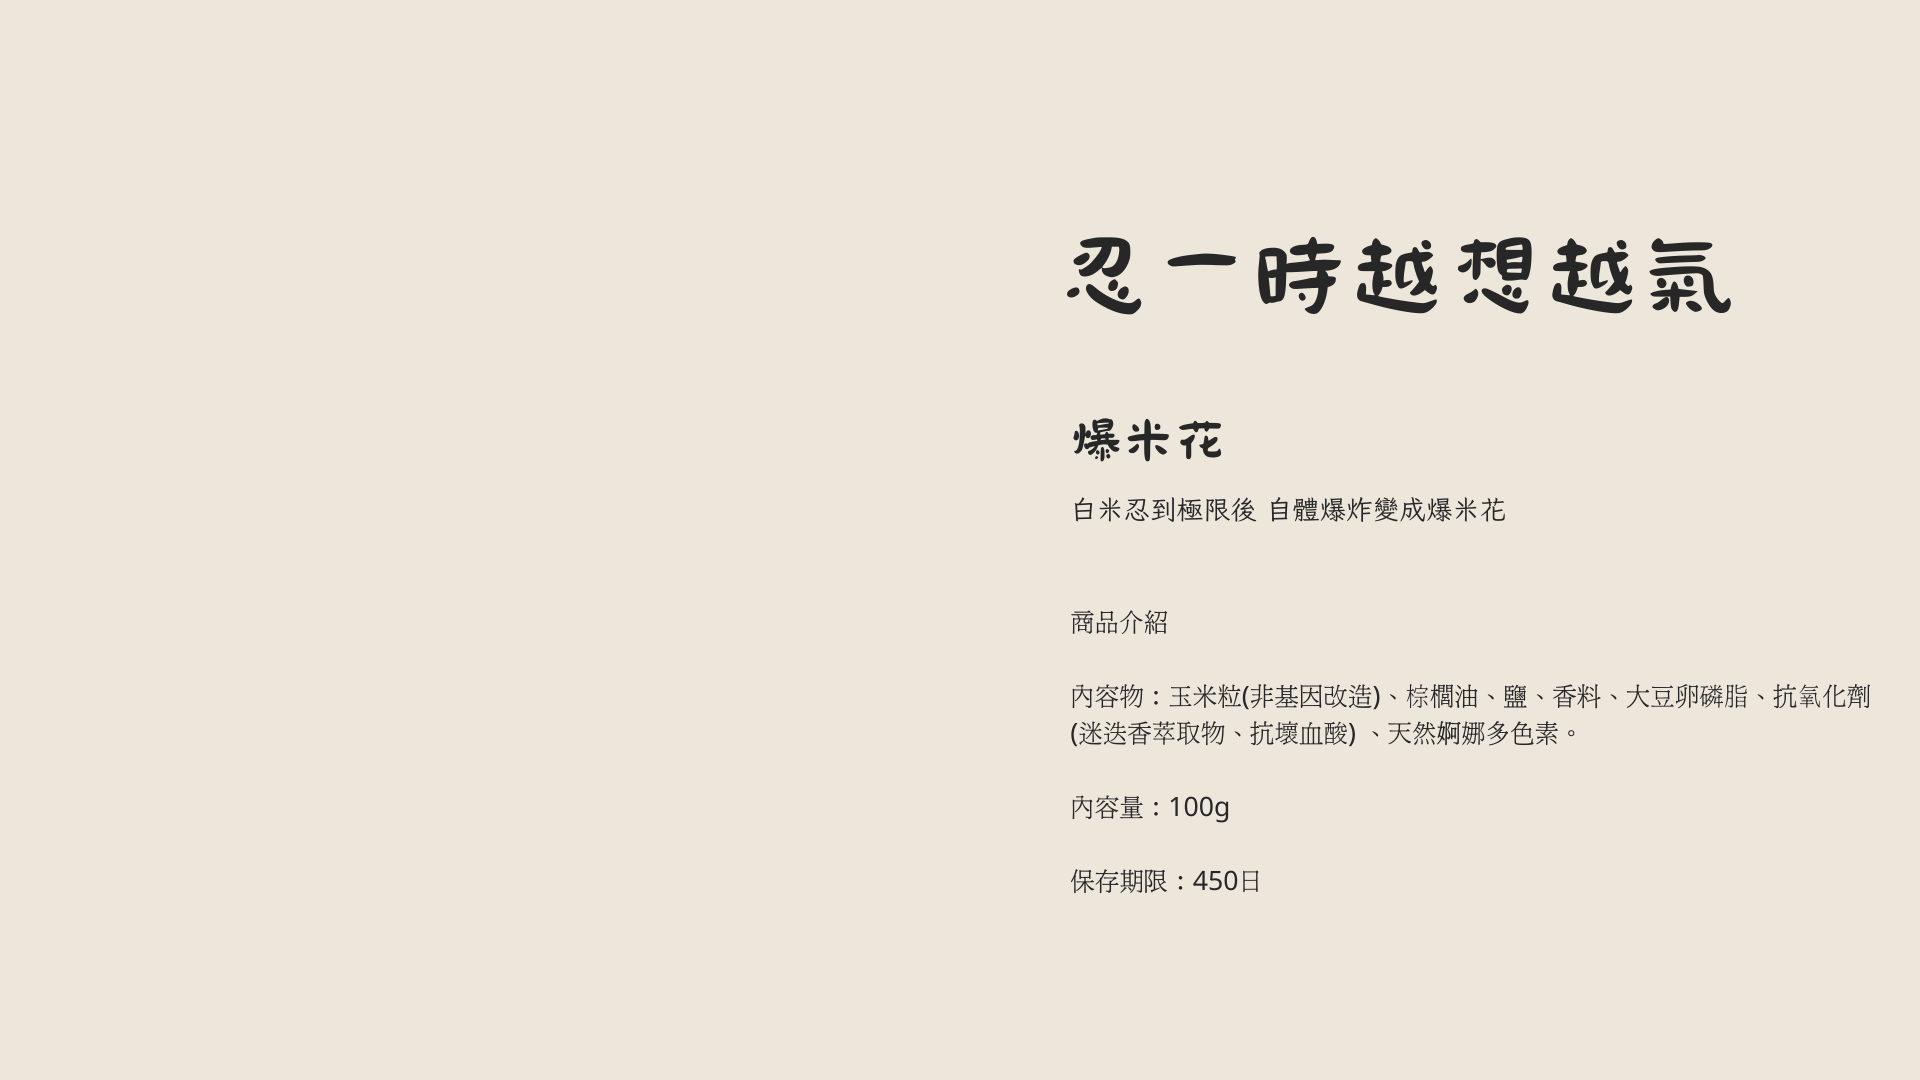 忍一時越想越氣
爆米花
白米忍到極限後 自體爆炸變成爆米花
商品介紹
內容物：玉米粒(非基因改造)、棕櫚油、鹽、香料、大豆卵磷脂、抗氧化劑
(迷迭香萃取物、抗壞血酸) 、天然婀娜多色素。
內容量：100g
保存期限：450日